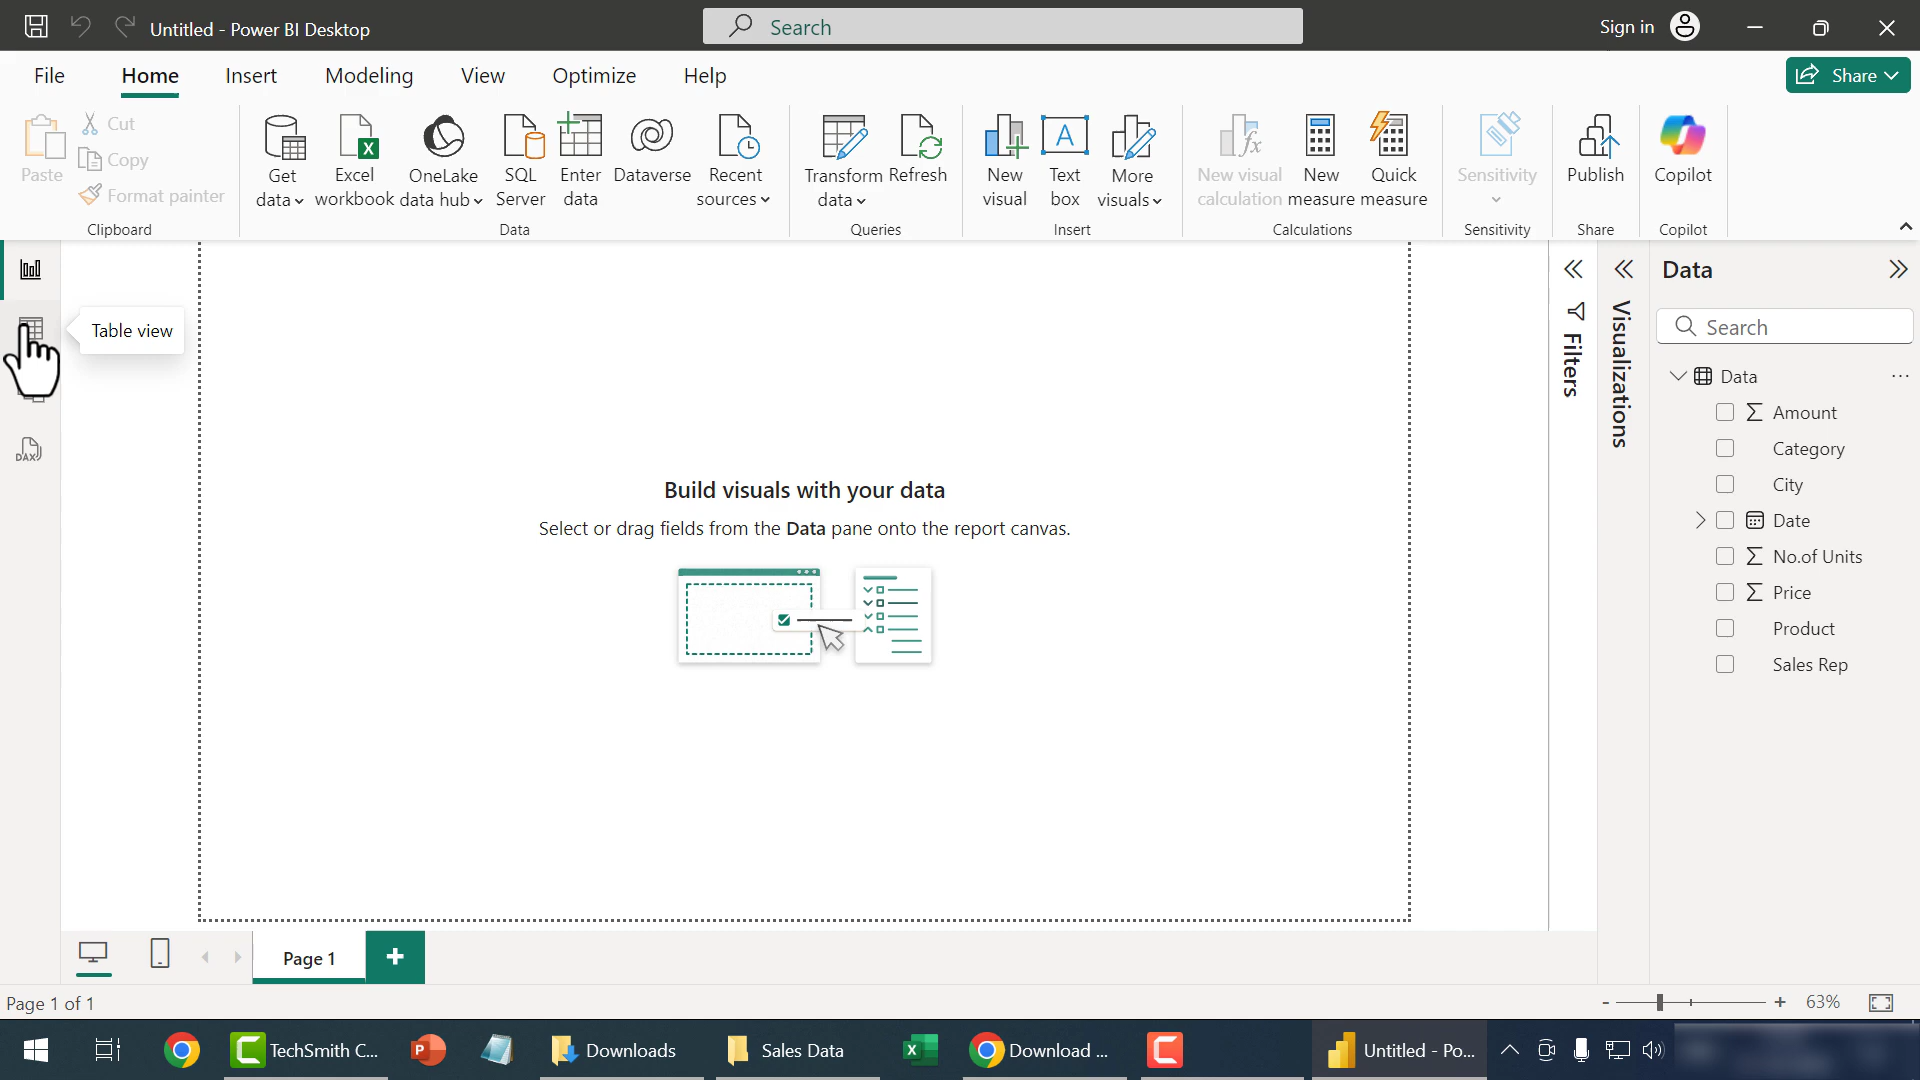 Untitled - Power BI Desktop
Search
Sign in
File
Home
Insert
Modeling
View
Optimize
Help
Share
Paste
Cut
Copy
Format painter
Clipboard
Get
data
Excel
workbook
OneLake
data hub
SQL
Server
Enter
data
Dataverse
Recent
sources
Data
Transform
data
Refresh
Queries
New
visual
A
Text
box
More
visuals
Insert
New visual
calculation
New
measure
Quick
measure
Calculations
Sensitivity
Sensitivity
Publish
Share
Copilot
Copilot
Table view
DAX
Build visuals with your data
Select or drag fields from the Data pane onto the report canvas.
Filters
Visualizations
Data
Search
Data
Amount
Category
City
Date
No.of Units
Price
Product
Sales Rep
Page 1
Page 1 of 1
63%
TechSmith C...
Downloads
Sales Data
Download ...
Untitled - Po...